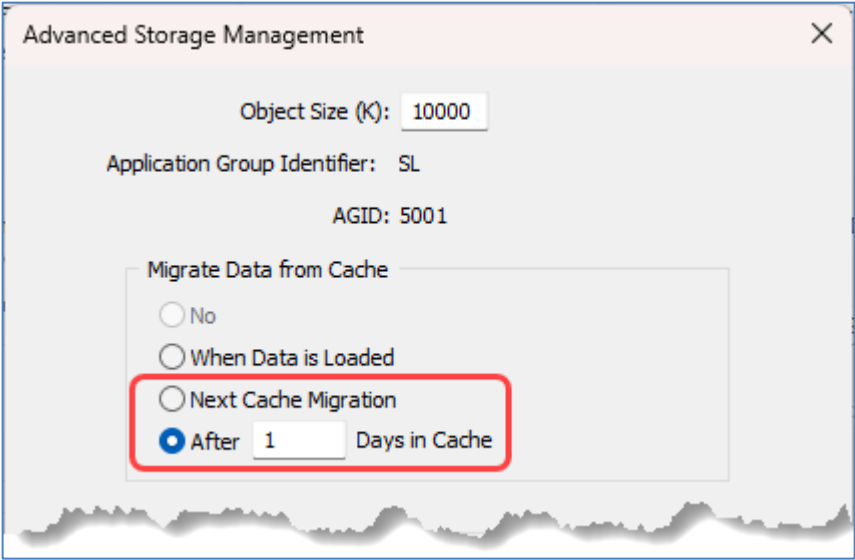 Advanced Storage Management
Object Size (K): 10000
Application Group Identifier: SL
AGID: 5001
Migrate Data from Cache
No
When Data is Loaded
Next Cache Migration
After 1 Days in Cache